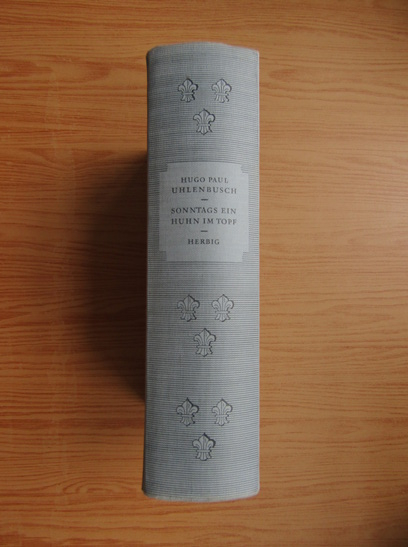 HUGO PAUL
UHLENBUSCH
SONNTAGS EIN
HUHN IM TOPF
HERBIG